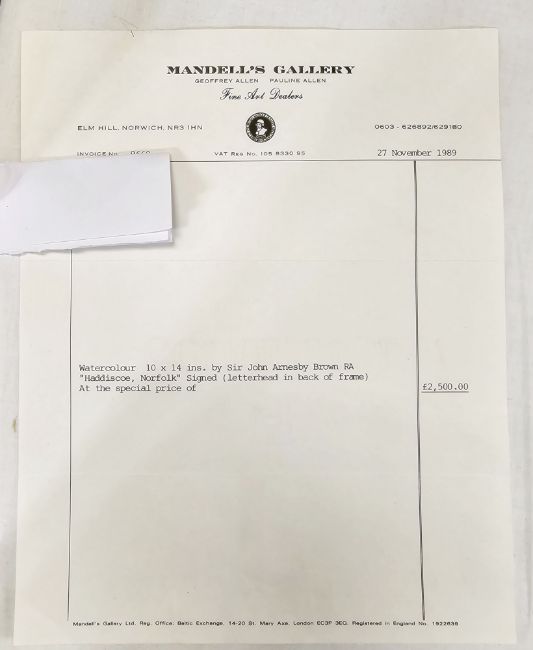 MANDELL'S GALLERY
GEOFFREY ALLEN PAULINE ALLEN
Fine Art Dealers
ELM HILL, NORWICH, NR3 1HN
0603 - 626892/629180
INVOICE No.
VAT Reg No. 105 8330 95
27 November 1989
Watercolour 10 x 14 ins. by Sir John Arnesby Brown RA
"Haddiscoe, Norfolk" Signed (letterhead in back of frame)
At the special price of
£2,500.00
Mandell's Gallery Ltd. Reg. Office: Baltic Exchange, 14-20 St. Mary Axe, London EC3P 3EQ. Registered in England No. 1922638